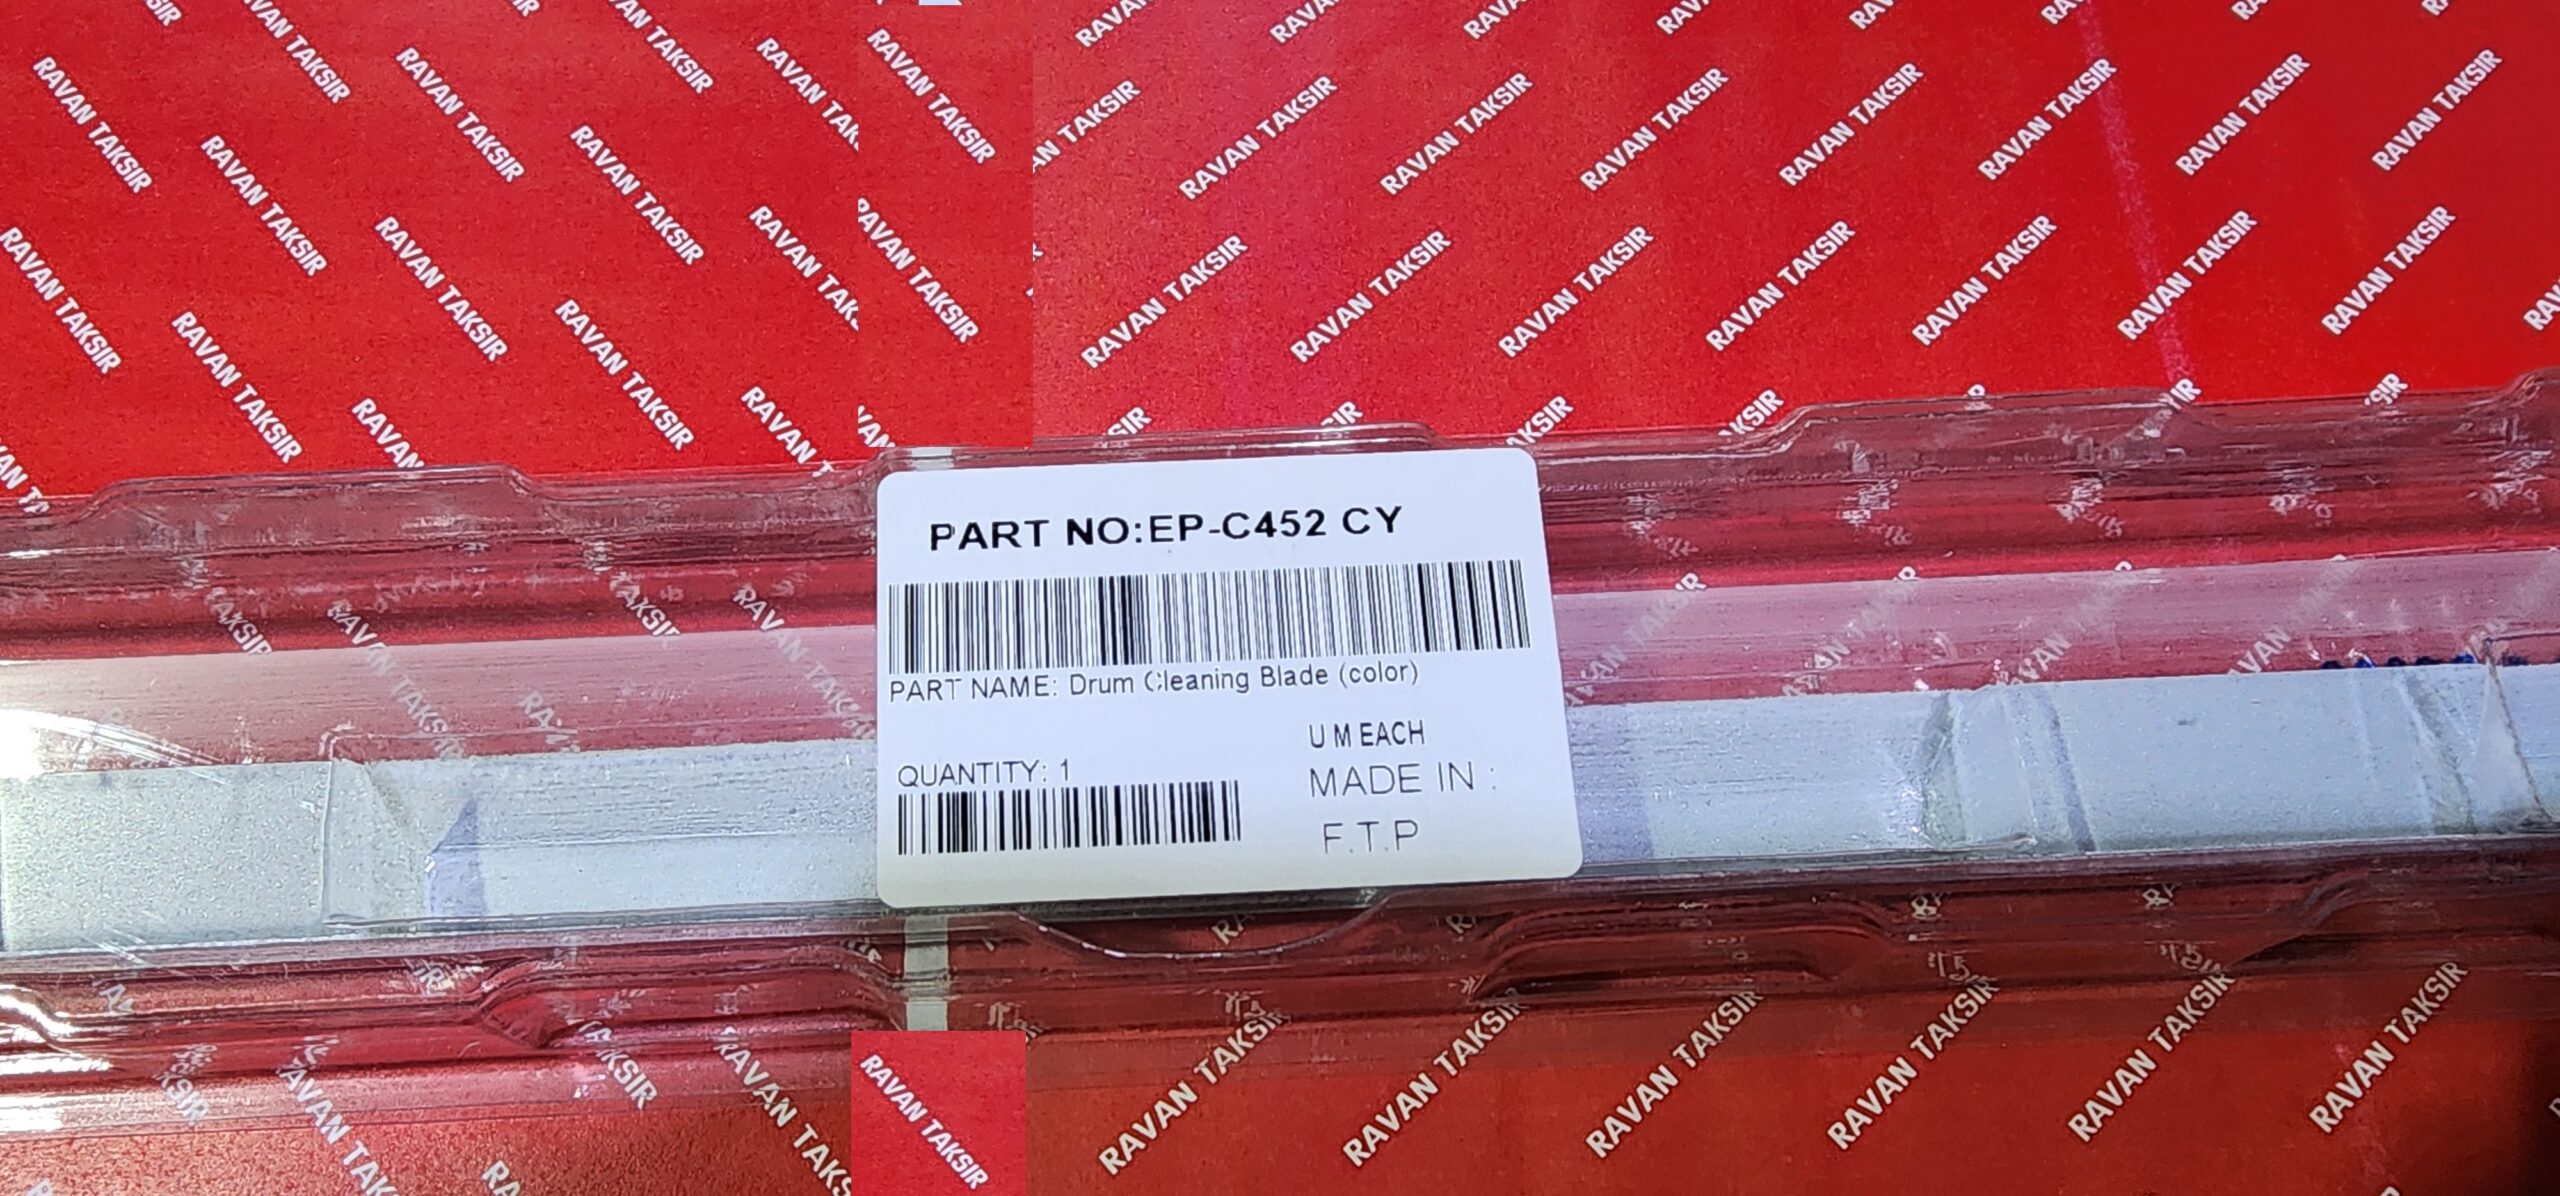 RAVAN TAKSIR
PART NO:EP-C452 CY
PART NAME: Drum Cleaning Blade (color)
U M EACH
QUANTITY: 1
MADE IN :
F.T.P